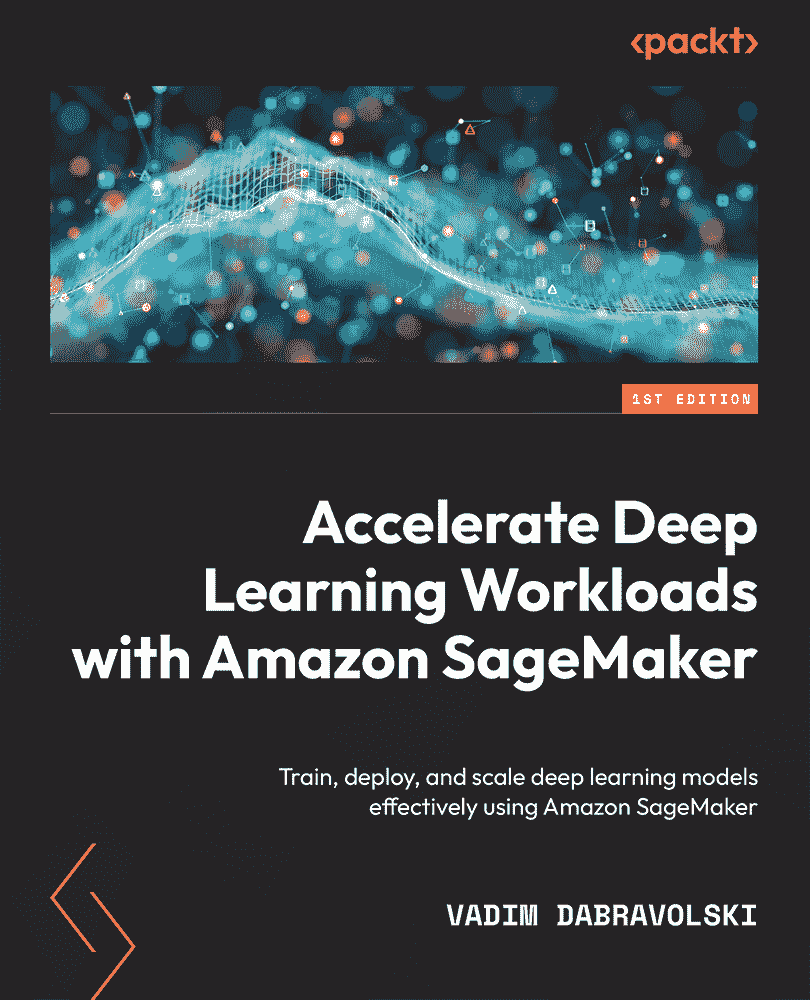 <packt>
1ST EDITION
Accelerate Deep
Learning Workloads
with Amazon SageMaker
Train, deploy, and scale deep learning models
effectively using Amazon SageMaker
VADIM DABRAVOLSKI